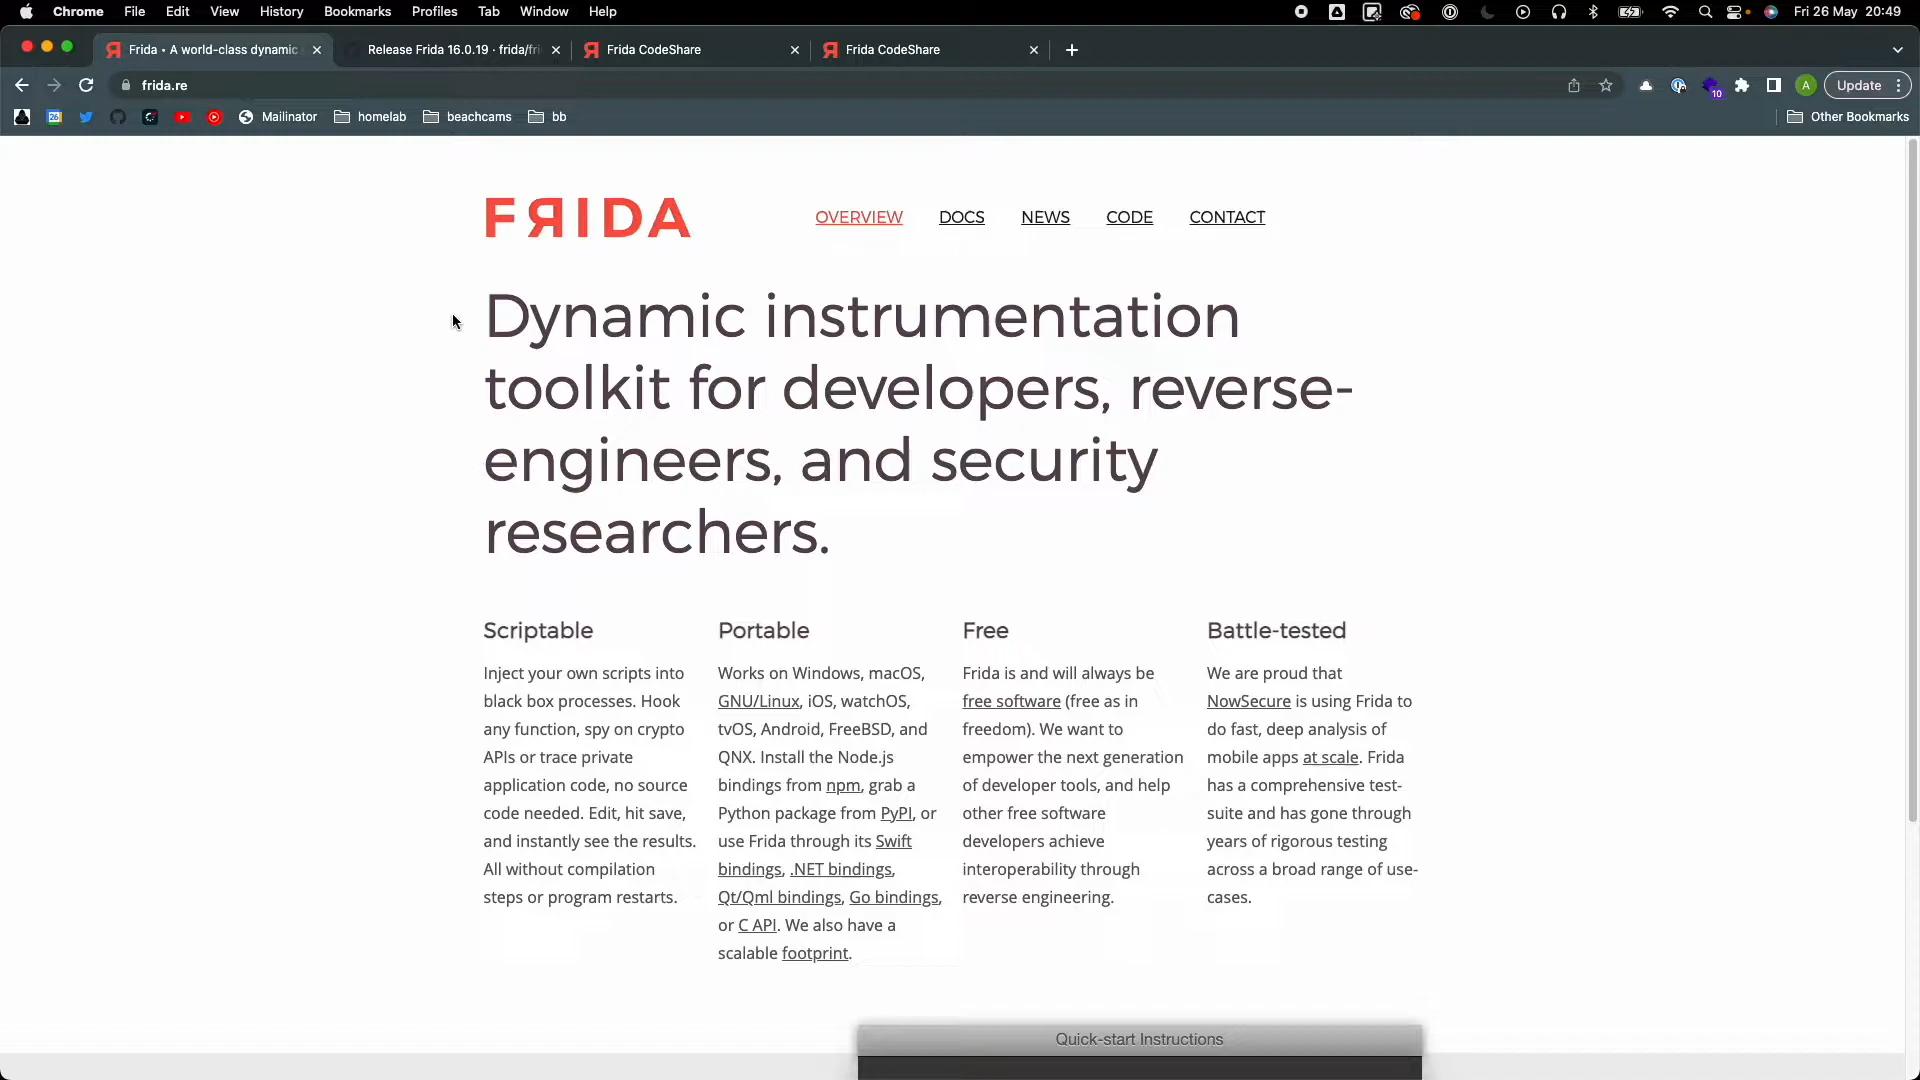 Chrome File Edit View History Bookmarks Profiles Tab Window Help Fri 26 May 20:49
Frida • A world-class dynamic Release Frida 16.0.19 · frida/fri Frida CodeShare Frida CodeShare
frida.re 10 A Update
26 Mailinator homelab beachcams bb Other Bookmarks
FЯIDA
OVERVIEW DOCS NEWS CODE CONTACT
Dynamic instrumentation
toolkit for developers, reverse-
engineers, and security
researchers.
Scriptable
Inject your own scripts into
black box processes. Hook
any function, spy on crypto
APIs or trace private
application code, no source
code needed. Edit, hit save,
and instantly see the results.
All without compilation
steps or program restarts.
Portable
Works on Windows, macOS,
GNU/Linux, iOS, watchOS,
tvOS, Android, FreeBSD, and
QNX. Install the Node.js
bindings from npm, grab a
Python package from PyPI, or
use Frida through its Swift
bindings, .NET bindings,
Qt/Qml bindings, Go bindings,
or C API. We also have a
scalable footprint.
Free
Frida is and will always be
free software (free as in
freedom). We want to
empower the next generation
of developer tools, and help
other free software
developers achieve
interoperability through
reverse engineering.
Battle-tested
We are proud that
NowSecure is using Frida to
do fast, deep analysis of
mobile apps at scale. Frida
has a comprehensive test-
suite and has gone through
years of rigorous testing
across a broad range of use-
cases.
Quick-start Instructions